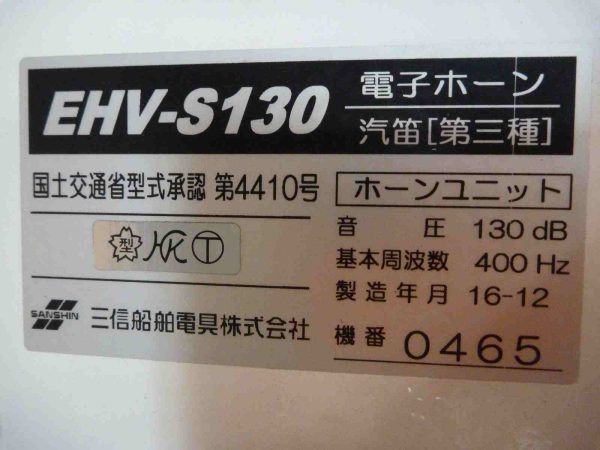 EHV-S130
電子ホーン
汽笛[第三種]
国土交通省型式承認 第4410号
型 HK T
SANSHIN
三信船舶電具株式会社
ホーンユニット
音圧 130 dB
基本周波数 400 Hz
製造年月 16-12
機番 0465